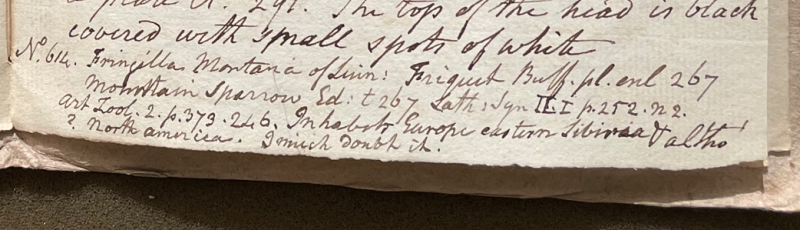 a plate A. 291. The top of the head is black
covered with small spots of white
No. 614. Fringilla Montana of Linn: Friquet Buff. pl. enl 267
Mountain Sparrow Ed: t 267 Lath: Syn II. I p. 252. n 2.
Art Zool. 2. p. 373. 246. Inhabits Europe eastern Sibiria & altho'
? North america. I much doubt it.